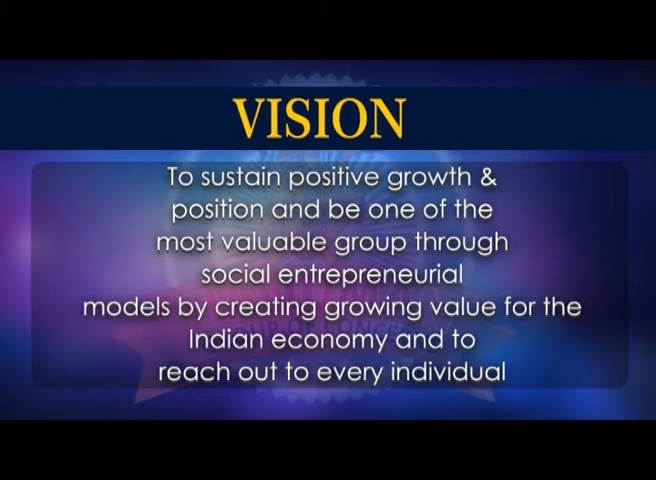 VISION
To sustain positive growth &
position and be one of the
most valuable group through
social entrepreneurial
models by creating growing value for the
Indian economy and to
reach out to every individual